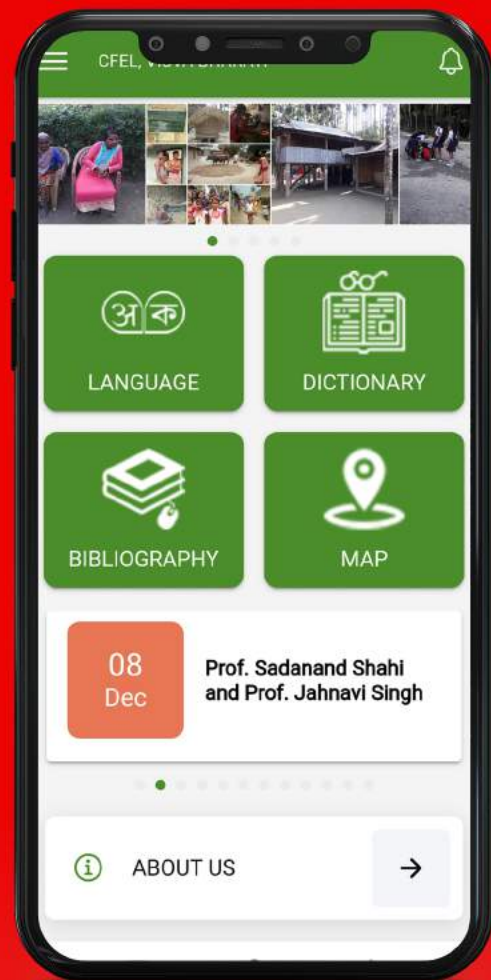 CFEL,
अ क
LANGUAGE
DICTIONARY
BIBLIOGRAPHY
MAP
08
Dec
Prof. Sadanand Shahi
and Prof. Jahnavi Singh
ABOUT US